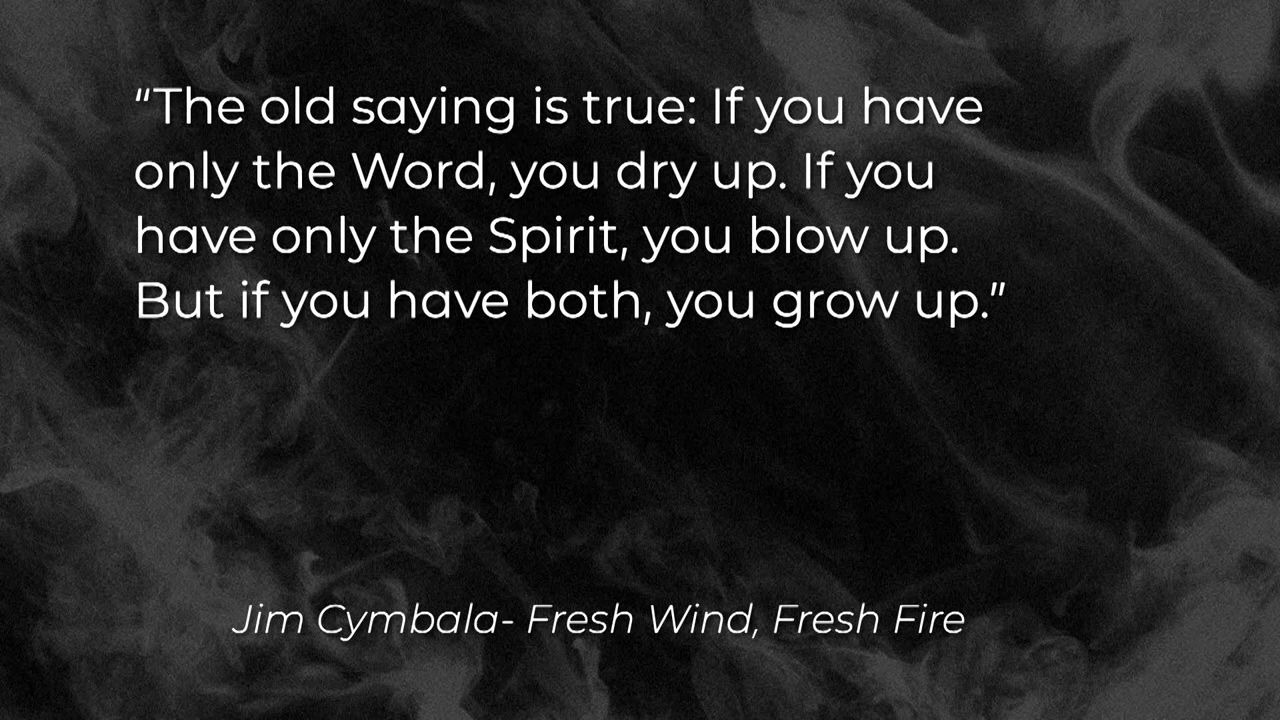 "The old saying is true: If you have
only the Word, you dry up. If you
have only the Spirit, you blow up.
But if you have both, you grow up."
Jim Cymbala- Fresh Wind, Fresh Fire